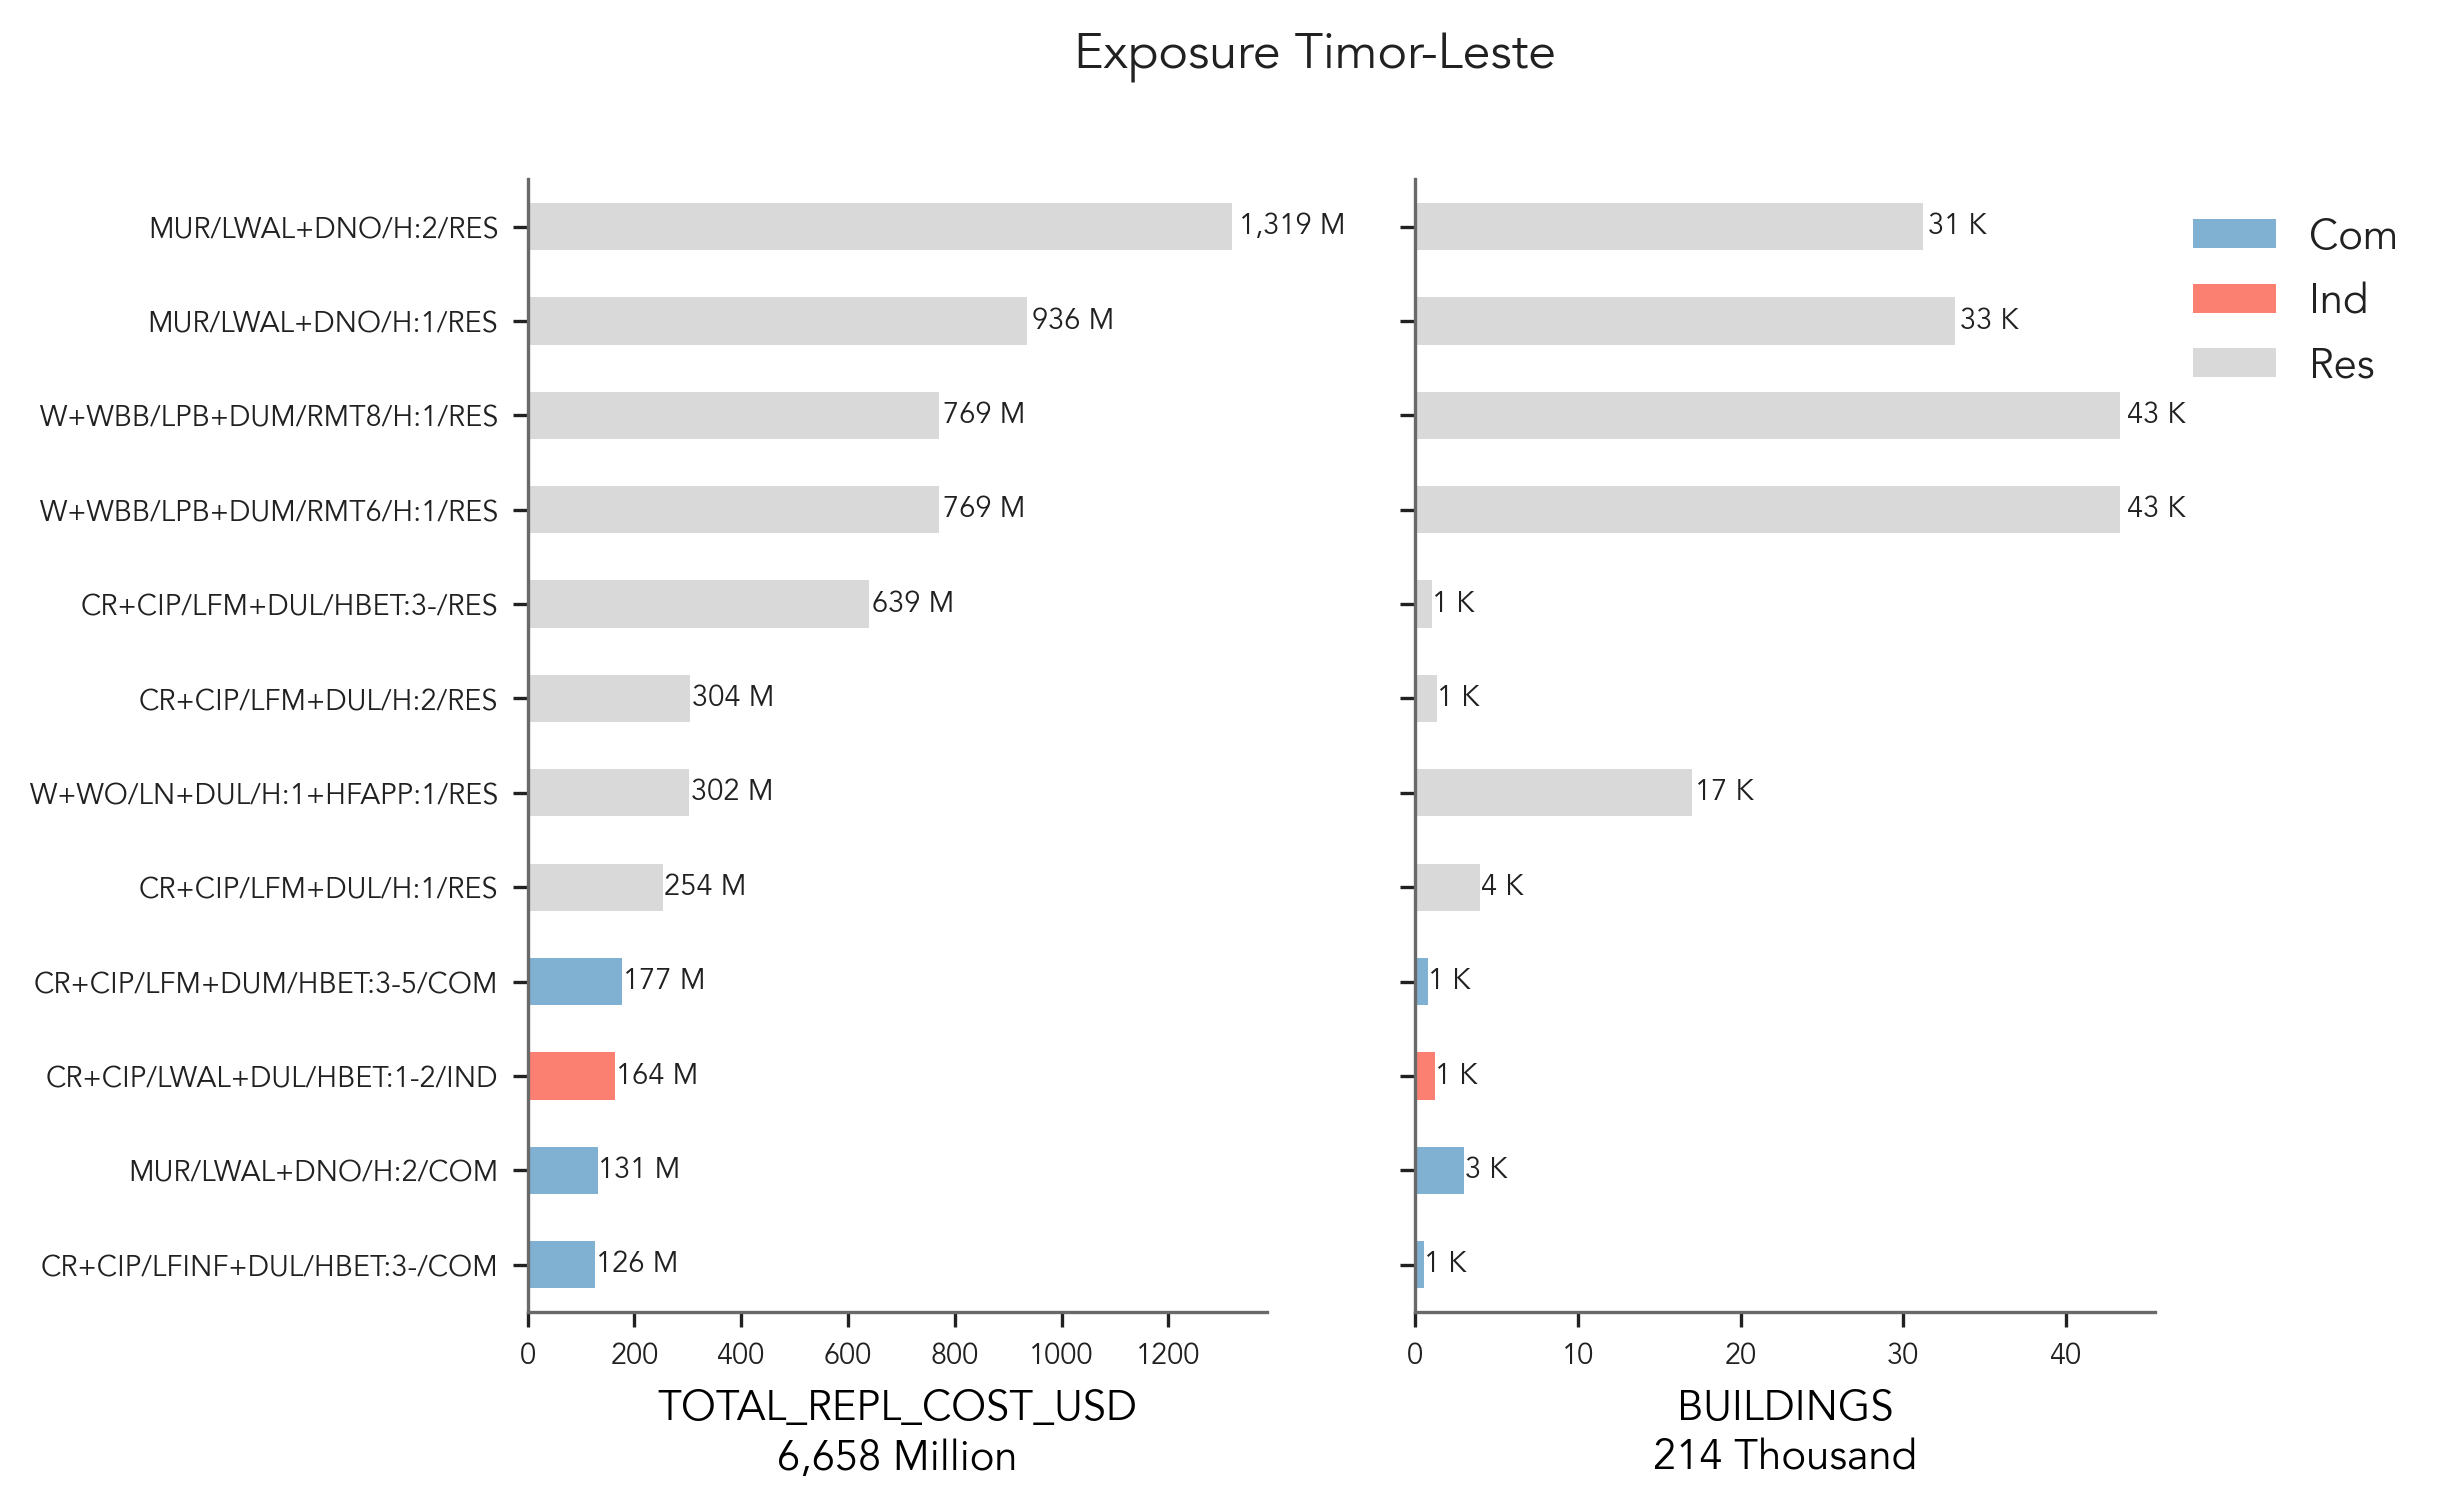 Exposure Timor-Leste
MUR/LWAL+DNO/H:2/RES 1,319 M 31 K
MUR/LWAL+DNO/H:1/RES 936 M 33 K
W+WBB/LPB+DUM/RMT8/H:1/RES 769 M 43 K
W+WBB/LPB+DUM/RMT6/H:1/RES 769 M 43 K
CR+CIP/LFM+DUL/HBET:3-/RES 639 M 1 K
CR+CIP/LFM+DUL/H:2/RES 304 M 1 K
W+WO/LN+DUL/H:1+HFAPP:1/RES 302 M 17 K
CR+CIP/LFM+DUL/H:1/RES 254 M 4 K
CR+CIP/LFM+DUM/HBET:3-5/COM 177 M 1 K
CR+CIP/LWAL+DUL/HBET:1-2/IND 164 M 1 K
MUR/LWAL+DNO/H:2/COM 131 M 3 K
CR+CIP/LFINF+DUL/HBET:3-/COM 126 M 1 K
0 200 400 600 800 1000 1200
TOTAL_REPL_COST_USD
6,658 Million
0 10 20 30 40
BUILDINGS
214 Thousand
Com
Ind
Res